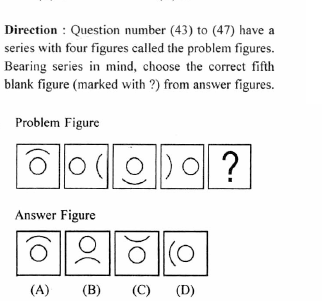 Direction : Question number (43) to (47) have a
series with four figures called the problem figures.
Bearing series in mind, choose the correct fifth
blank figure (marked with ?) from answer figures.
Problem Figure
?
Answer Figure
(A) (B) (C) (D)